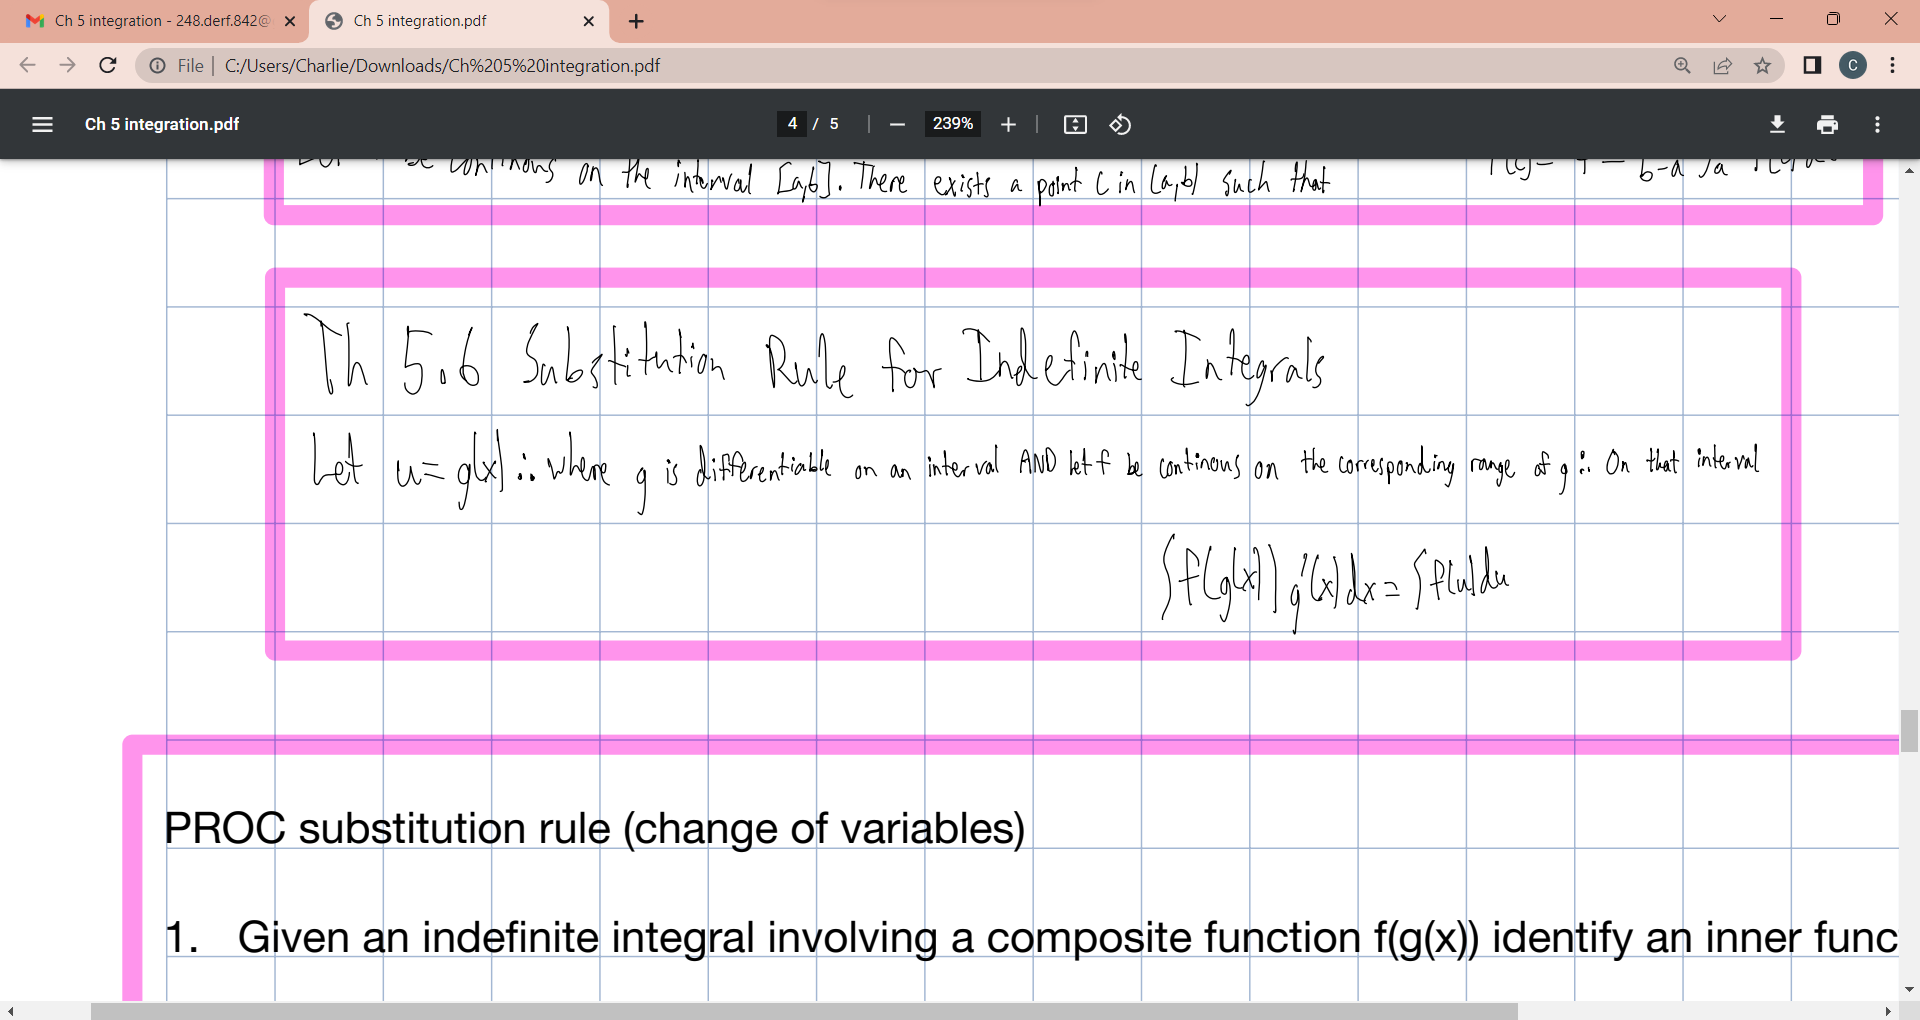 Ch 5 integration - 248.derf.842@
Ch 5 integration.pdf
File | C:/Users/Charlie/Downloads/Ch%205%20integration.pdf
C
Ch 5 integration.pdf
4 / 5
239%
be continous on the interval [a,b]. There exists a point C in (a,b) such that
Th 5.6 Substitution Rule for Indefinite Integrals
Let u = g(x) ∴ where g is differentiable on an interval AND let f be continous on the corresponding range of g ∴ On that interval
∫f(g(x)) g'(x) dx = ∫f(u)du
PROC substitution rule (change of variables)
1. Given an indefinite integral involving a composite function f(g(x)) identify an inner func